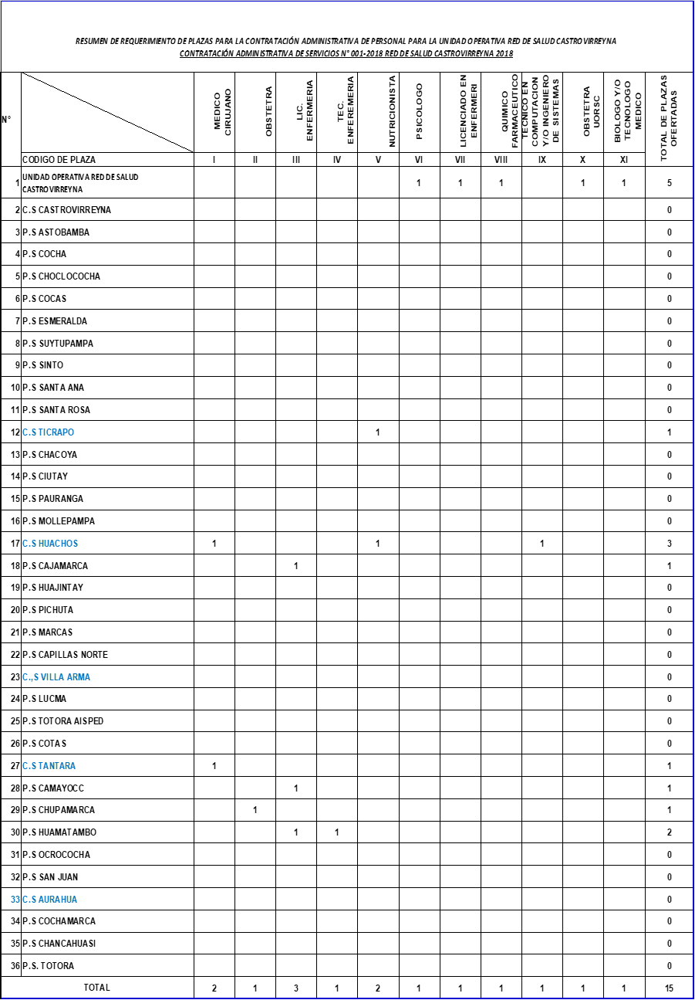 RESUMEN DE REQUERIMIENTO DE PLAZAS PARA LA CONTRATACIÓN ADMINISTRATIVA DE PERSONAL PARA LA UNIDAD OPERATIVA RED DE SALUD CASTROVIRREYNA
CONTRATACIÓN ADMINISTRATIVA DE SERVICIOS N° 001-2018 RED DE SALUD CASTROVIRREYNA 2018
N°
MEDICO
CIRUJANO
OBSTETRA
LIC.
ENFERMERIA
TEC.
ENFEREMERIA
NUTRICIONISTA
PSICOLOGO
LICENCIADO EN
ENFERMERI
QUIMICO
FARMACEUTICO
TECNICO EN
COMPUTACION
Y/O INGENIERO
DE SISTEMAS
OBSTETRA
UORSC
BIOLOGO Y/O
TECNOLOGO
MEDICO
TOTAL DE PLAZAS
OFERTADAS
CODIGO DE PLAZA I II III IV V VI VII VIII IX X XI
1 UNIDAD OPERATIVA RED DE SALUD
CASTROVIRREYNA 1 1 1 1 1 5
2 C.S CASTROVIRREYNA 0
3 P.S ASTOBAMBA 0
4 P.S COCHA 0
5 P.S CHOCLOCOCHA 0
6 P.S COCAS 0
7 P.S ESMERALDA 0
8 P.S SUYTUPAMPA 0
9 P.S SINTO 0
10 P.S SANTA ANA 0
11 P.S SANTA ROSA 0
12 C.S TICRAPO 1 1
13 P.S CHACOYA 0
14 P.S CIUTAY 0
15 P.S PAURANGA 0
16 P.S MOLLEPAMPA 0
17 C.S HUACHOS 1 1 1 3
18 P.S CAJAMARCA 1 1
19 P.S HUAJINTAY 0
20 P.S PICHUTA 0
21 P.S MARCAS 0
22 P.S CAPILLAS NORTE 0
23 C.,S VILLA ARMA 0
24 P.S LUCMA 0
25 P.S TOTORA AISPED 0
26 P.S COTAS 0
27 C.S TANTARA 1 1
28 P.S CAMAYOCC 1 1
29 P.S CHUPAMARCA 1 1
30 P.S HUAMATAMBO 1 1 2
31 P.S OCROCOCHA 0
32 P.S SAN JUAN 0
33 C.S AURAHUA 0
34 P.S COCHAMARCA 0
35 P.S CHANCAHUASI 0
36 P.S. TOTORA 0
TOTAL 2 1 3 1 2 1 1 1 1 1 1 15